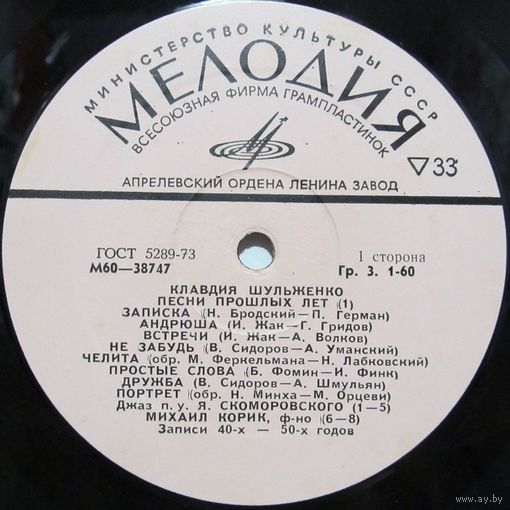 МИНИСТЕРСТВО КУЛЬТУРЫ СССР
МЕЛОДИЯ
ВСЕСОЮЗНАЯ ФИРМА ГРАМПЛАСТИНОК
▽33
АПРЕЛЕВСКИЙ ОРДЕНА ЛЕНИНА ЗАВОД
ГОСТ 5289-73
1 сторона
М60—38747
Гр. 3. 1-60
КЛАВДИЯ ШУЛЬЖЕНКО
ПЕСНИ ПРОШЛЫХ ЛЕТ (1)
ЗАПИСКА (Н. Бродский—П. Герман)
АНДРЮША (И. Жак—Г. Гридов)
ВСТРЕЧИ (И. Жак—А. Волков)
НЕ ЗАБУДЬ (В. Сидоров—А. Уманский)
ЧЕЛИТА (обр. М. Феркельмана—Н. Лабковский)
ПРОСТЫЕ СЛОВА (Б. Фомин—И. Финк)
ДРУЖБА (В. Сидоров—А. Шмульян)
ПОРТРЕТ (обр. Н. Минха—М. Орцеви)
Джаз п. у. Я. СКОМОРОВСКОГО (1—5)
МИХАИЛ КОРИК, ф-но (6—8)
Записи 40-х — 50-х годов
www.ay.by